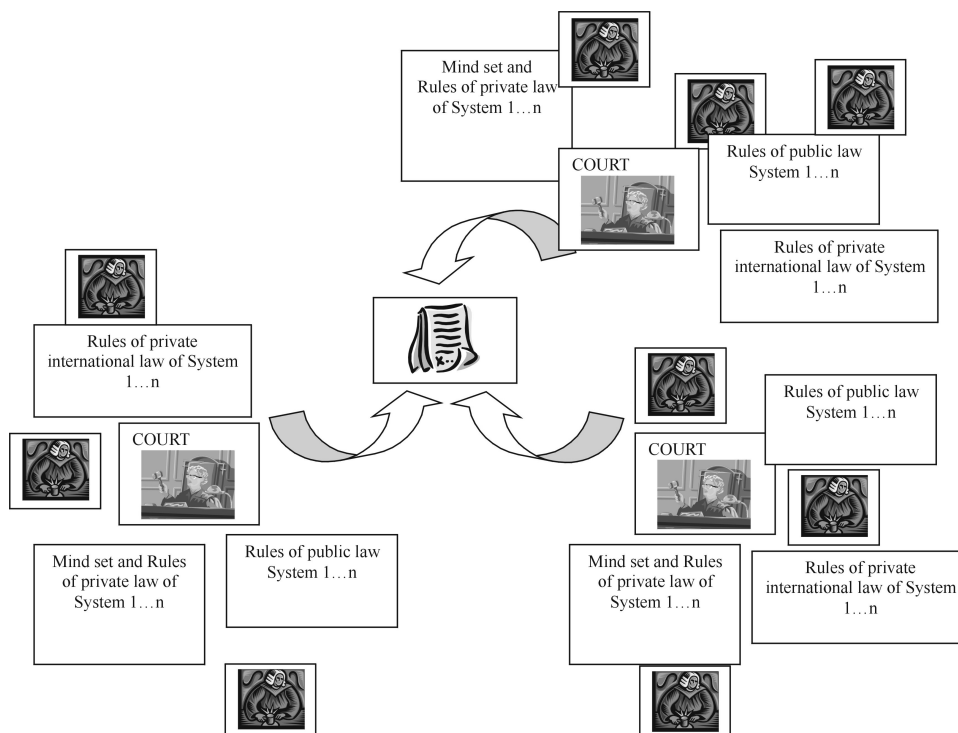 Mind set and
Rules of private law
of System 1…n
COURT
Rules of public law
System 1…n
Rules of private
international law of System
1…n
Rules of private
international law of System
1…n
COURT
Mind set and Rules
of private law of
System 1…n
Rules of public law
System 1…n
x...
Rules of public law
System 1…n
COURT
Mind set and Rules
of private law of
System 1…n
Rules of private
international law of System
1…n